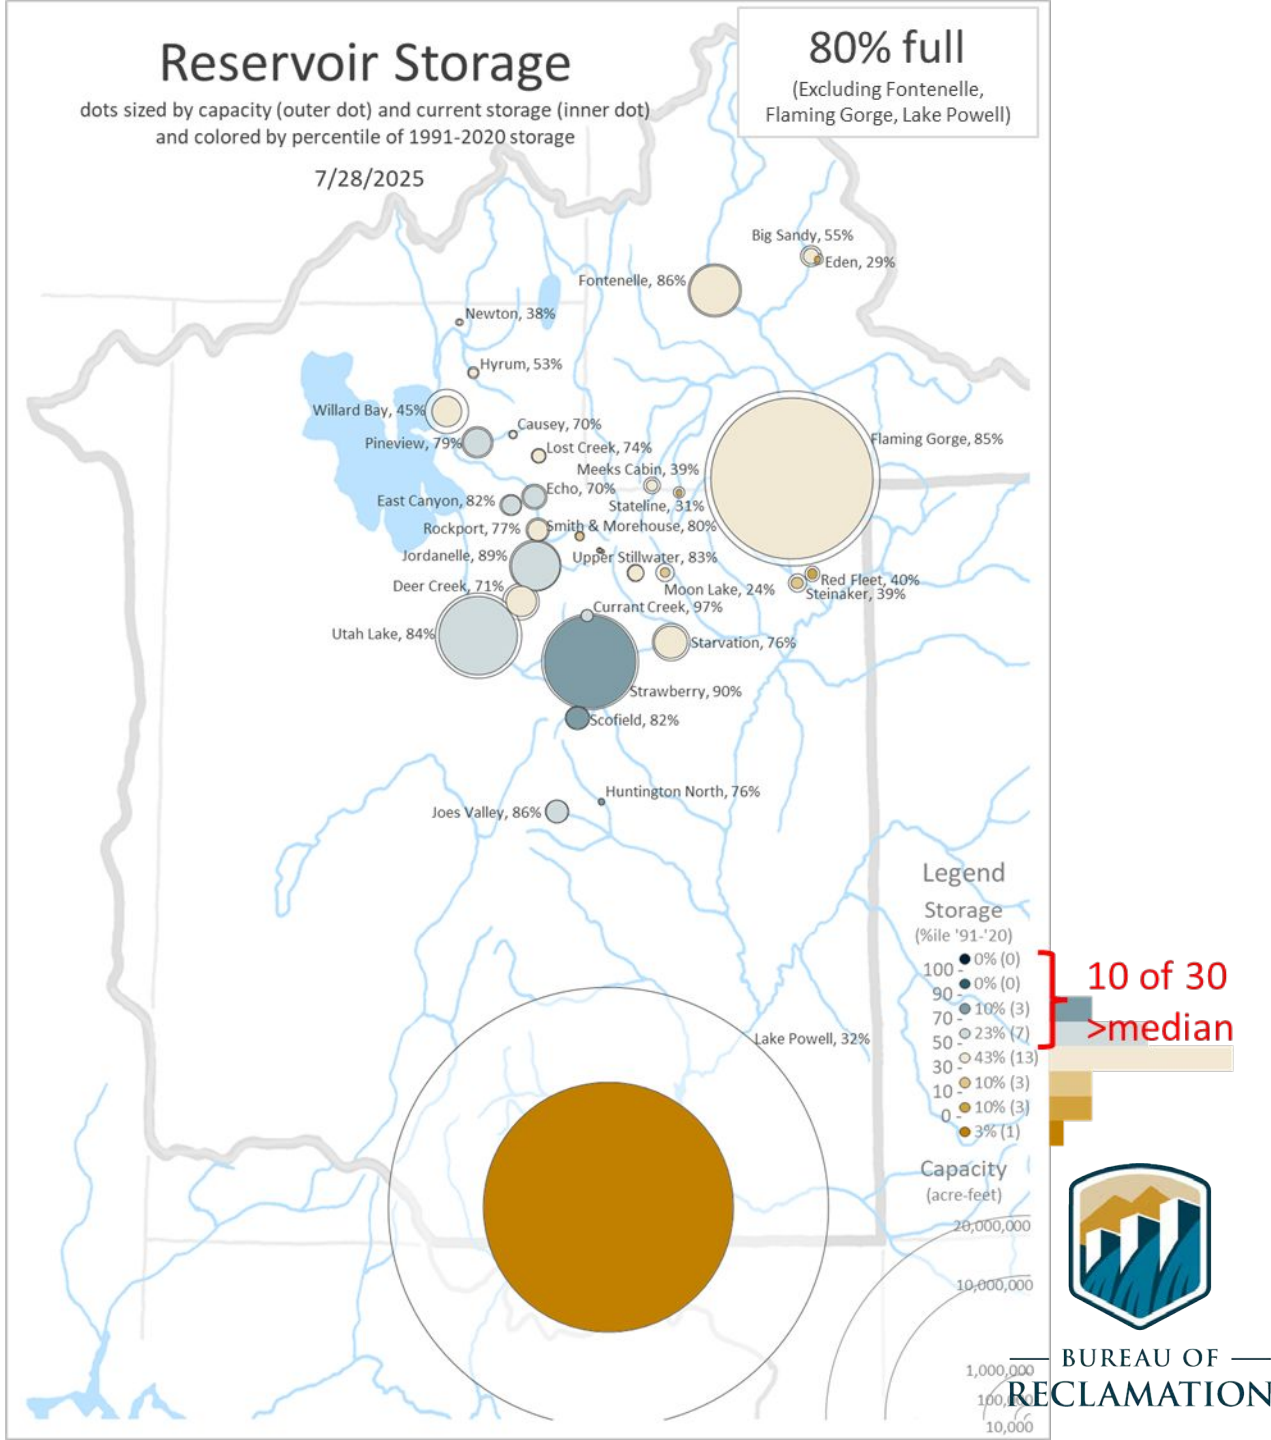 Reservoir Storage
dots sized by capacity (outer dot) and current storage (inner dot)
and colored by percentile of 1991-2020 storage
7/28/2025
80% full
(Excluding Fontenelle,
Flaming Gorge, Lake Powell)
Big Sandy, 55%
Eden, 29%
Fontenelle, 86%
Newton, 38%
Hyrum, 53%
Willard Bay, 45%
Causey, 70%
Pineview, 79%
Lost Creek, 74%
Flaming Gorge, 85%
Meeks Cabin, 39%
Echo, 70%
East Canyon, 82%
Stateline, 31%
Rockport, 77%
Smith & Morehouse, 80%
Jordanelle, 89%
Upper Stillwater, 83%
Deer Creek, 71%
Moon Lake, 24%
Red Fleet, 40%
Steinaker, 39%
Currant Creek, 97%
Utah Lake, 84%
Starvation, 76%
Strawberry, 90%
Scofield, 82%
Huntington North, 76%
Joes Valley, 86%
Lake Powell, 32%
Legend
Storage
(%ile '91-'20)
0% (0)
100 -
0% (0)
90 -
10% (3)
70 -
23% (7)
50 -
43% (13)
30 -
10% (3)
10 -
10% (3)
0 -
3% (1)
10 of 30
>median
Capacity
(acre-feet)
20,000,000
10,000,000
1,000,000
100,
10,000
BUREAU OF
RECLAMATION